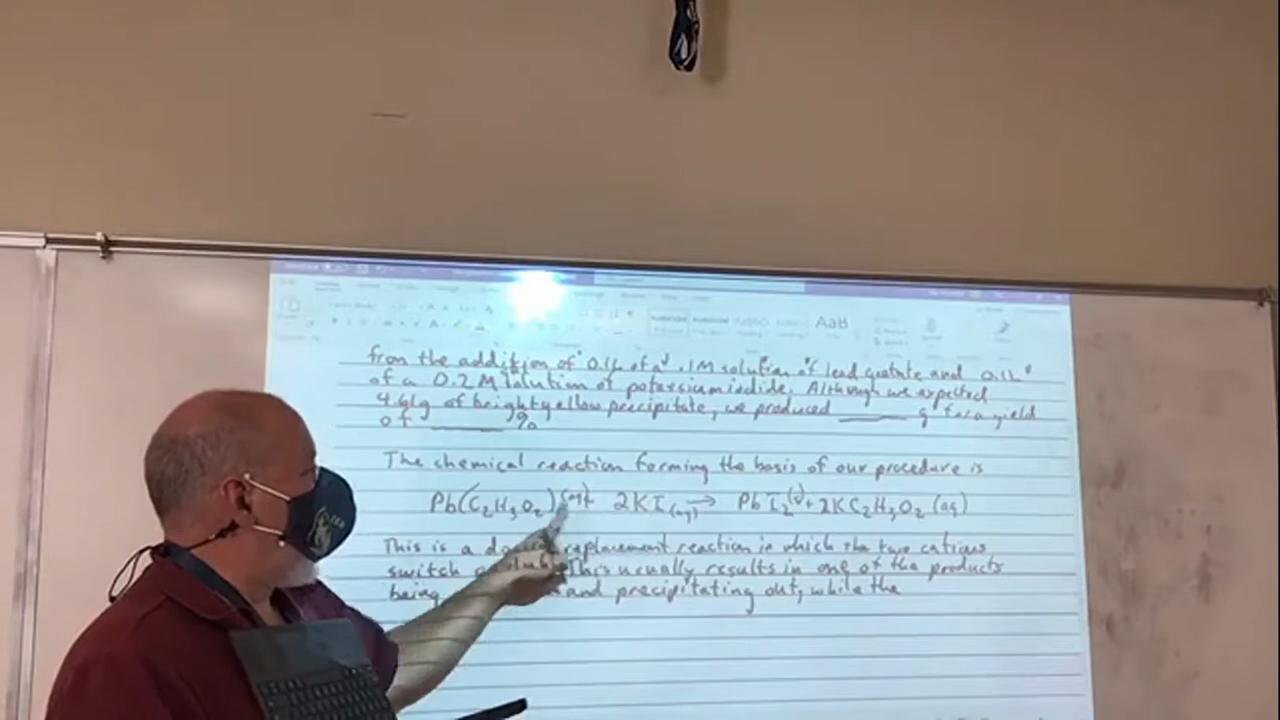 AaB
from the addition of 0.1L of a .1M solution of lead acetate and 0.1L
of a 0.2M solution of potassium iodide. Although we expected
4.61g of bright yellow precipitate, we produced ______ g for a yield
of ______ %
The chemical reaction forming the basis of our procedure is
Pb(C₂H₃O₂) (aq)+ 2KI (aq) → PbI₂(s)+2KC₂H₃O₂ (aq)
This is a replacement reaction in which the two cations
switch This usually results in one of the products
being and precipitating out, while the